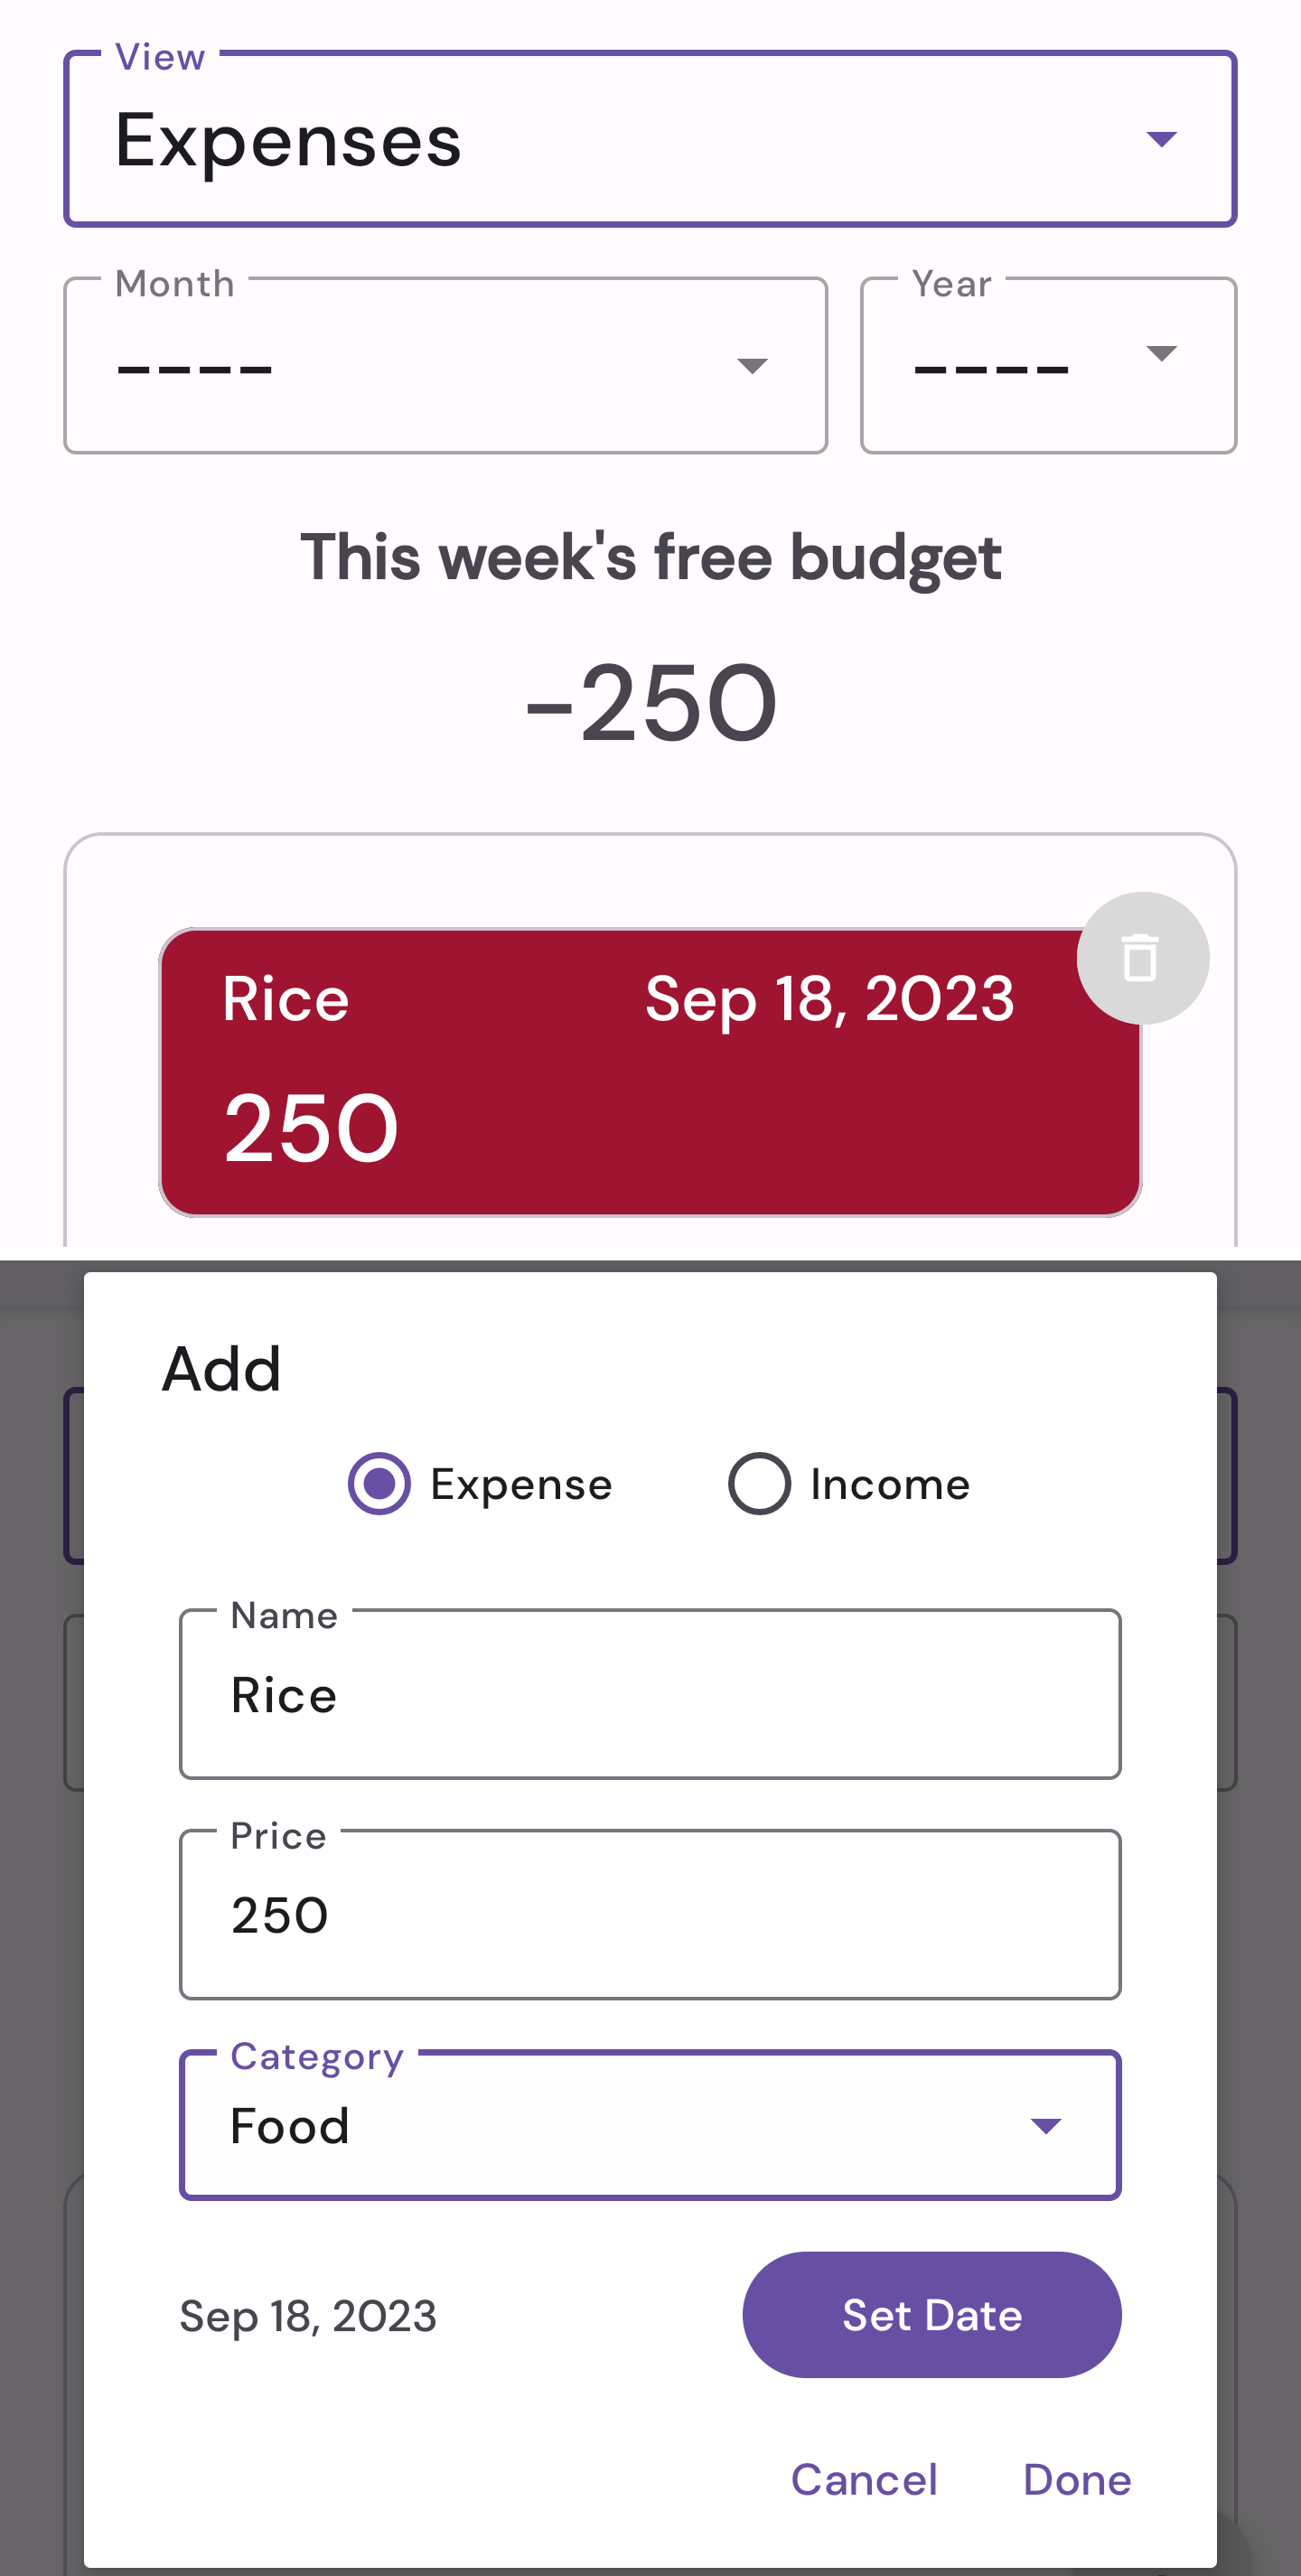 View
Expenses
Month Year
---- ----
This week's free budget
-250
Rice Sep 18, 2023
250
Add
Expense Income
Name
Rice
Price
250
Category
Food
Sep 18, 2023 Set Date
Cancel Done